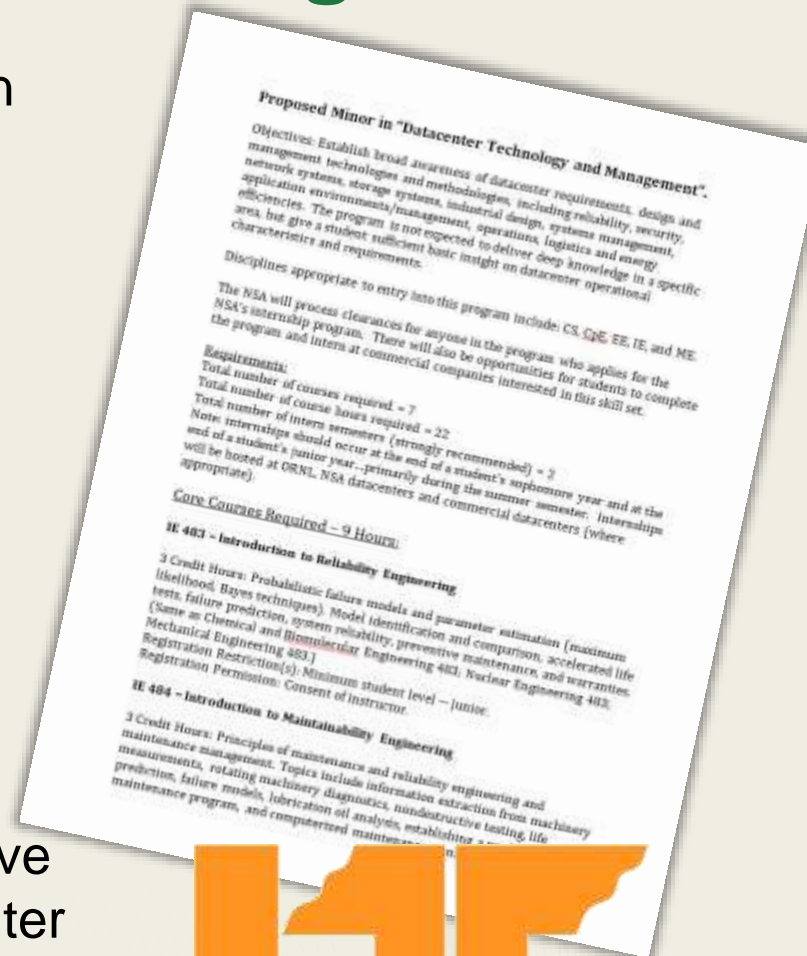 Proposed Minor in "Datacenter Technology and Management".
Objectives: Establish broad awareness of datacenter requirements, design and
management technologies and methodologies, including reliability, security,
network systems, storage systems, industrial design, systems management,
application environments/management, operations, logistics and energy
efficiencies. The program is not expected to deliver deep knowledge in a specific
area, but give a student sufficient basic insight on datacenter operational
characteristics and requirements.
Disciplines appropriate to entry into this program include: CS, CpE, EE, IE, and ME.
The NSA will process clearances for anyone in the program who applies for the
NSA's internship program. There will also be opportunities for students to complete
the program and intern at commercial companies interested in this skill set.
Requirements:
Total number of courses required = 7
Total number of course hours required = 22
Total number of intern semesters (strongly recommended) = 2
Note: internships should occur at the end of a student's sophomore year and at the
end of a student's junior year...primarily during the summer semester. Internships
will be hosted at ORNL, NSA datacenters and commercial datacenters (where
appropriate).
Core Courses Required – 9 Hours:
IE 483 – Introduction to Reliability Engineering
3 Credit Hours: Probabilistic failure models and parameter estimation (maximum
likelihood, Bayes techniques). Model identification and comparison, accelerated life
tests, failure prediction, system reliability, preventive maintenance, and warranties.
(Same as Chemical and Biomolecular Engineering 483; Nuclear Engineering 483;
Mechanical Engineering 483.)
Registration Restriction(s): Minimum student level – junior.
Registration Permission: Consent of instructor.
IE 484 – Introduction to Maintainability Engineering
3 Credit Hours: Principles of maintenance and reliability engineering and
maintenance management. Topics include information extraction from machinery
measurements, rotating machinery diagnostics, nondestructive testing, life
prediction, failure models, lubrication oil analysis, establishing a
maintenance program, and computerized
n
ve
ter